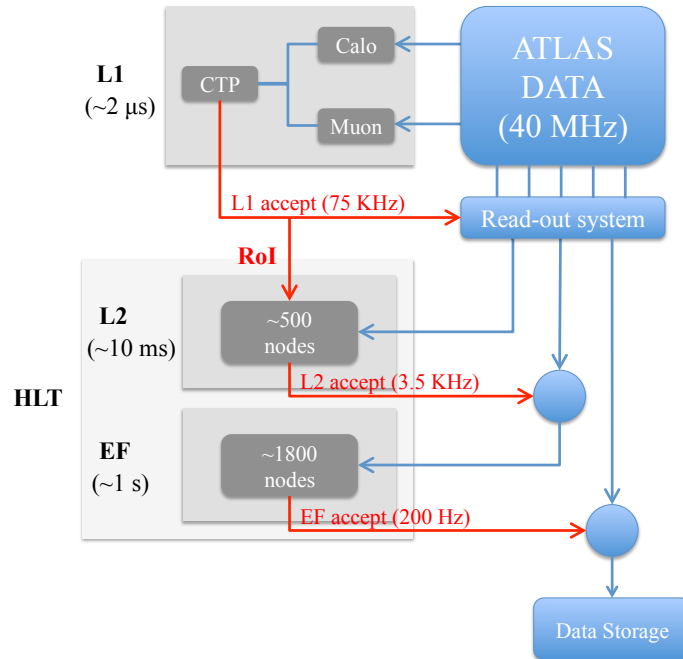 ATLAS
DATA
(40 MHz)
Calo
L1
(~2 μs)
CTP
Muon
L1 accept (75 KHz)
Read-out system
RoI
L2
(~10 ms)
~500
nodes
L2 accept (3.5 KHz)
HLT
EF
(~1 s)
~1800
nodes
EF accept (200 Hz)
Data Storage